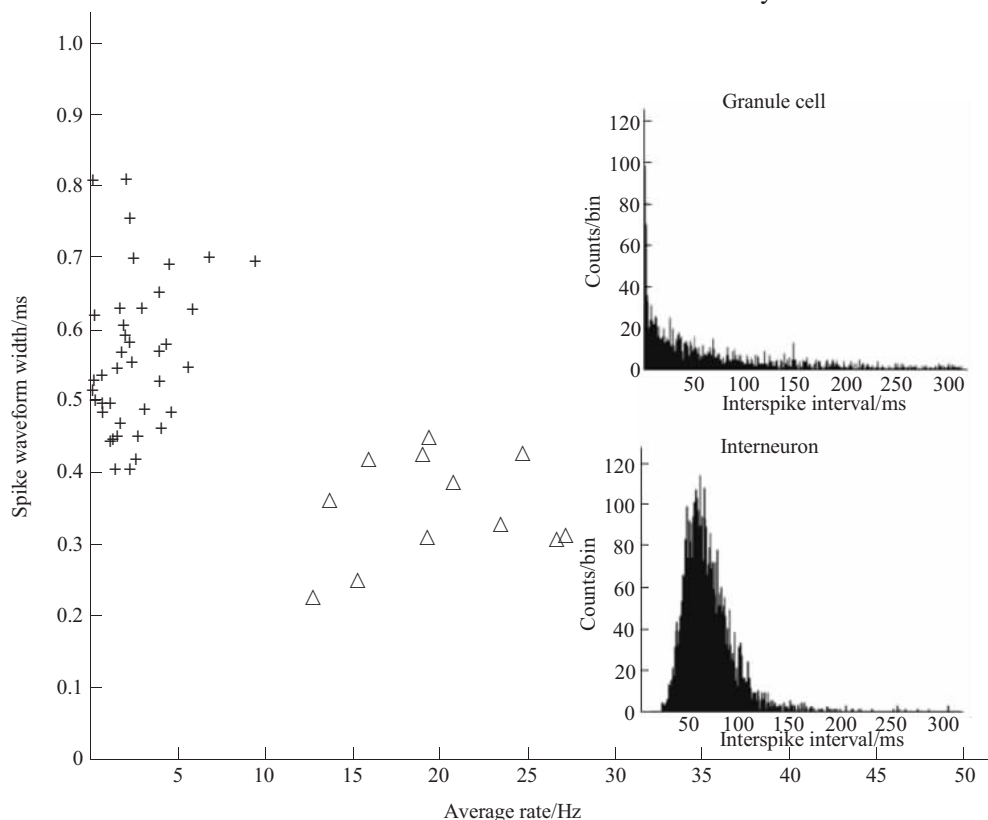 y
1.0
0.9
0.8
0.7
0.6
0.5
0.4
0.3
0.2
0.1
0
Spike waveform width/ms
5 10 15 20 25 30 35 40 45 50
Average rate/Hz
Granule cell
120
100
80
60
40
20
0
Counts/bin
50 100 150 200 250 300
Interspike interval/ms
Interneuron
120
100
80
60
40
20
0
Counts/bin
50 100 150 200 250 300
Interspike interval/ms